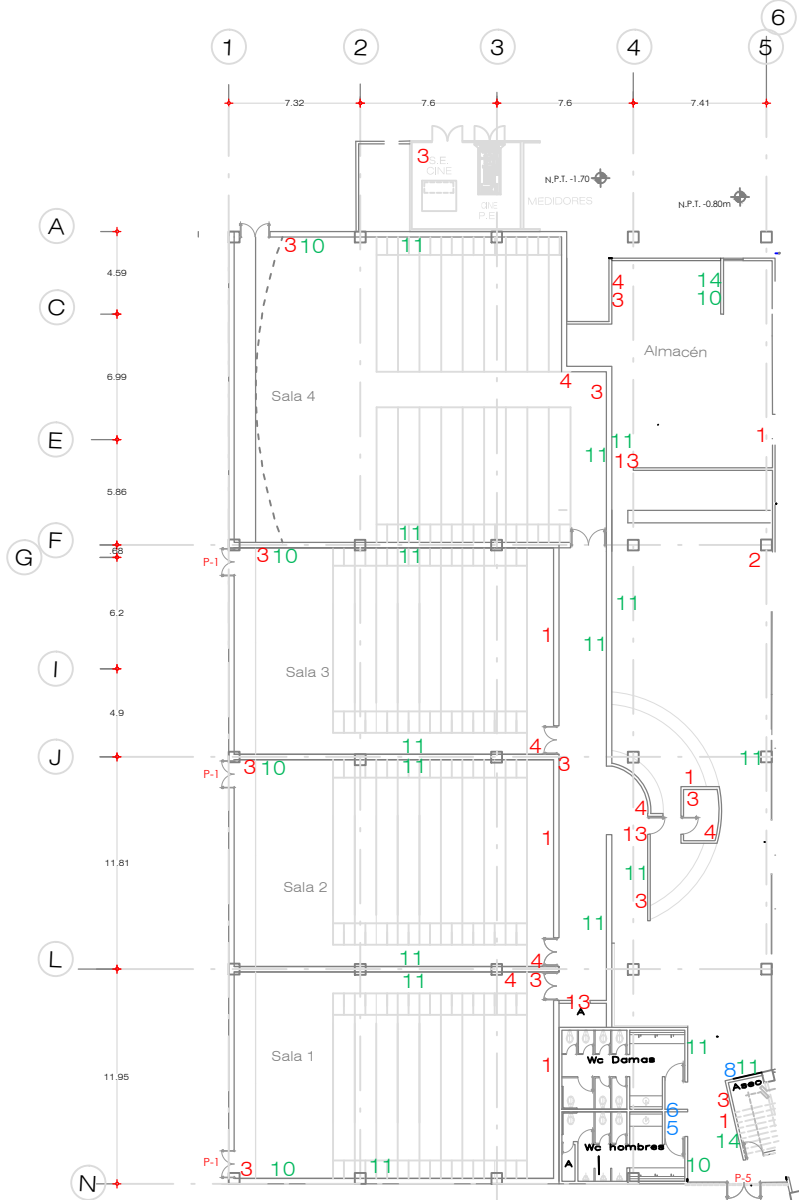 6
1 2 3 4 5
7.32 7.6 7.6 7.41
3 S.E.
CINE
CINE
P.E.
MEDIDORES
N.P.T. -1.70
N.P.T. -0.80m
A
3 10 11
4.59
4 14
3 10
C
Almacén
6.99
4 3
Sala 4
1
E
11 11
13
5.86
11
F
.68
G
3 10 11
2
P-1
6.2
11
1 11
I
Sala 3
4.9
11 4
J
11
3 10 11 3
P-1
1
3
4
13 4
1
11.81
11
Sala 2
3
11
L
11 4
11 4 3
13
A
11.95
Sala 1
1
Wc Damas
11
8 11
Aseo
3
6
5
1
14
Wc hombres
P-1
3 10 11
A
10
P-5
N